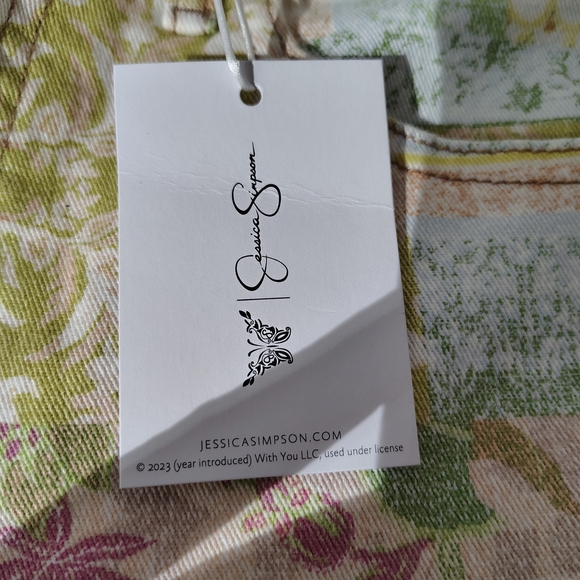 Jessica Simpson
JESSICASIMPSON.COM
© 2023 (year introduced) With You LLC, used under license